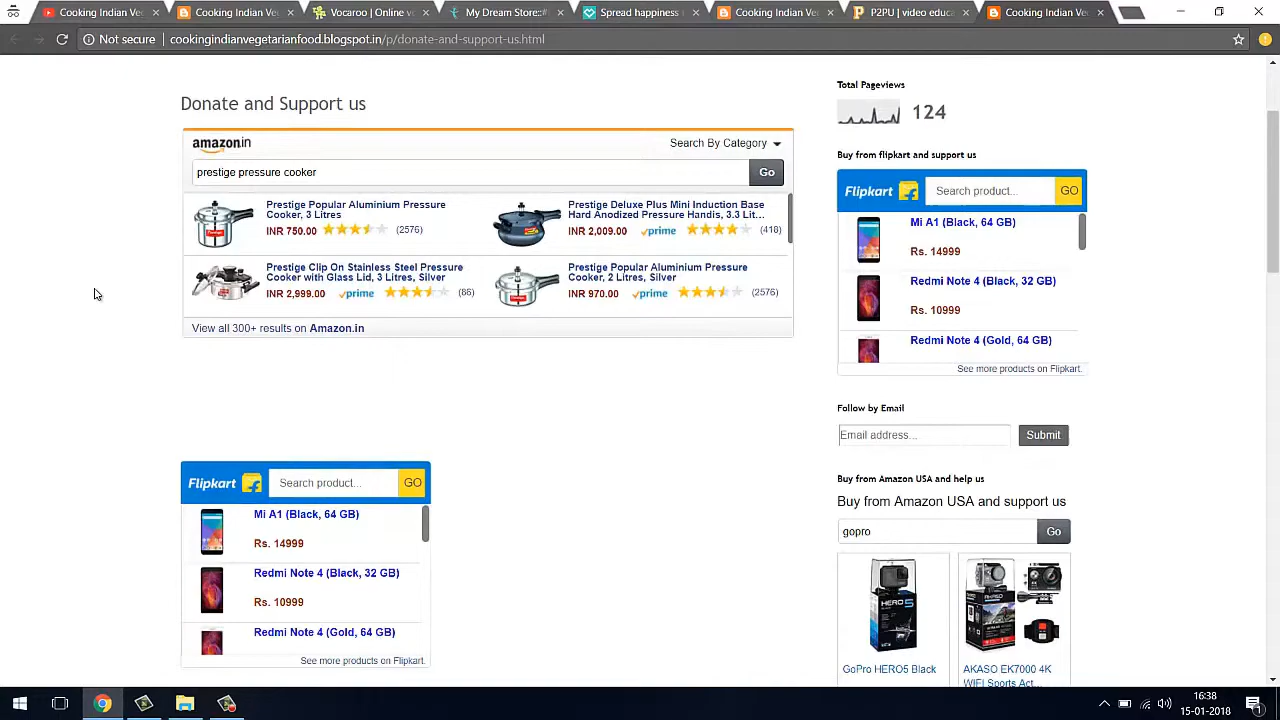 Cooking Indian Ve
Cooking Indian Ve
Vocaroo | Online v
My Dream Store::#
Spread happiness
Cooking Indian Ve
P2PU | video educa
Cooking Indian Ve
Not secure
cookingindianvegetarianfood.blogspot.in/p/donate-and-support-us.html
Donate and Support us
amazon.in
Search By Category
prestige pressure cooker
Go
Prestige Popular Aluminium Pressure
Cooker, 3 Litres
INR 750.00
(2576)
Prestige Deluxe Plus Mini Induction Base
Hard Anodized Pressure Handis, 3.3 Lit...
INR 2,009.00
prime
(418)
Prestige Clip On Stainless Steel Pressure
Cooker with Glass Lid, 3 Litres, Silver
INR 2,999.00
prime
(86)
Prestige Popular Aluminium Pressure
Cooker, 2 Litres, Silver
INR 970.00
prime
(2576)
View all 300+ results on Amazon.in
Flipkart
Search product...
GO
Mi A1 (Black, 64 GB)
Rs. 14999
Redmi Note 4 (Black, 32 GB)
Rs. 10999
Redmi Note 4 (Gold, 64 GB)
See more products on Flipkart.
Total Pageviews
124
Buy from flipkart and support us
Flipkart
Search product...
GO
Mi A1 (Black, 64 GB)
Rs. 14999
Redmi Note 4 (Black, 32 GB)
Rs. 10999
Redmi Note 4 (Gold, 64 GB)
See more products on Flipkart.
Follow by Email
Email address...
Submit
Buy from Amazon USA and help us
Buy from Amazon USA and support us
gopro
Go
HERO5
GoPro HERO5 Black
AKASO EK7000 4K
WIFI Sports Act...
16:38
15-01-2018